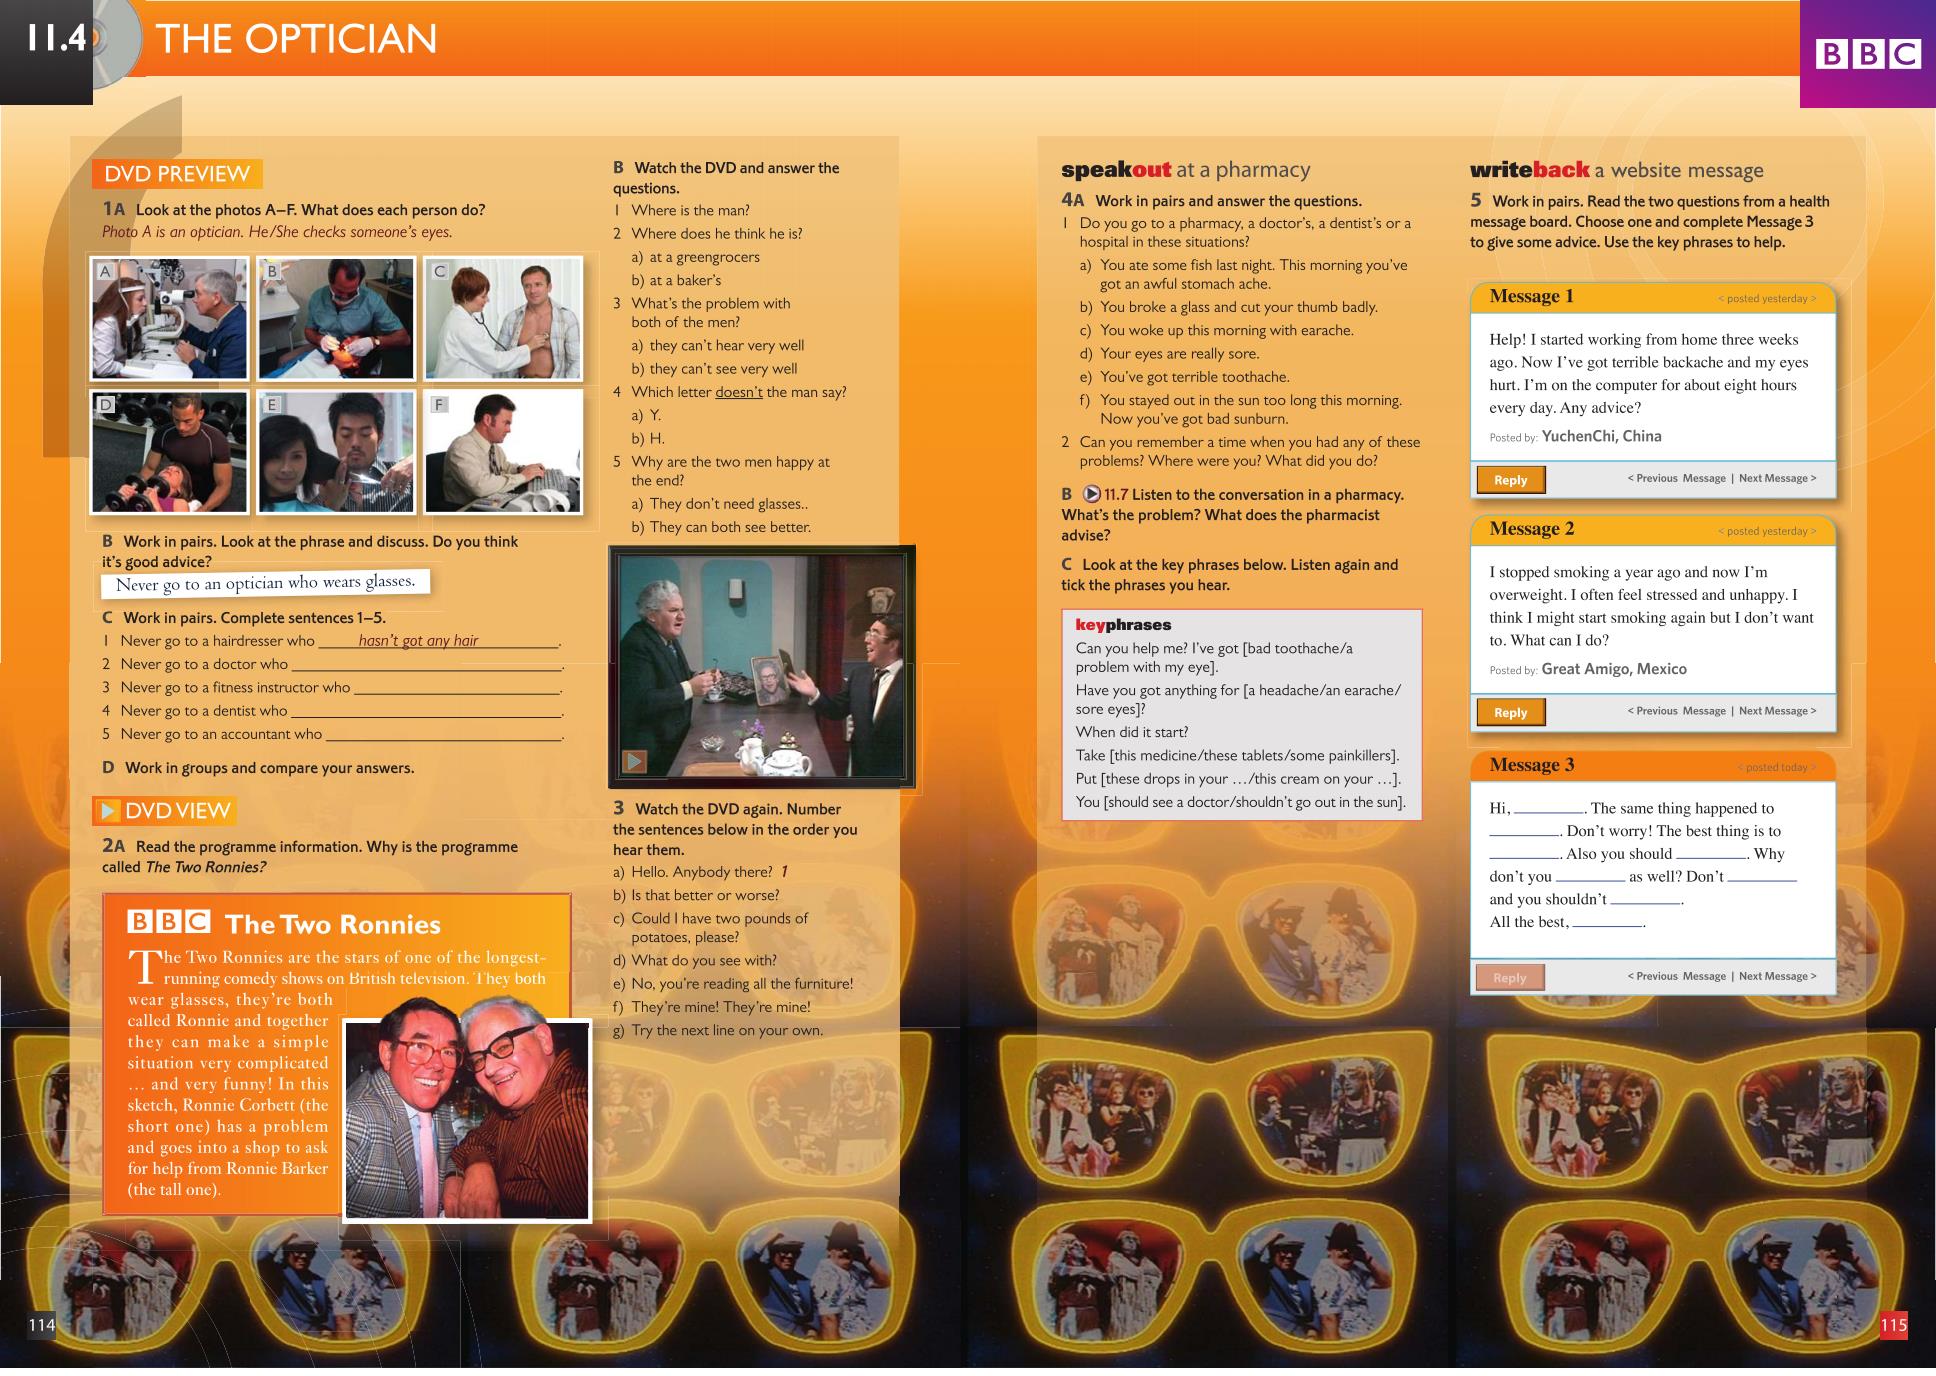 11.4
THE OPTICIAN
BBC
DVD PREVIEW
1A Look at the photos A–F. What does each person do?
Photo A is an optician. He/She checks someone's eyes.
A
B
C
D
E
F
B Work in pairs. Look at the phrase and discuss. Do you think
it's good advice?
Never go to an optician who wears glasses.
C Work in pairs. Complete sentences 1–5.
1 Never go to a hairdresser who hasn't got any hair.
2 Never go to a doctor who .
3 Never go to a fitness instructor who .
4 Never go to a dentist who .
5 Never go to an accountant who .
D Work in groups and compare your answers.
DVD VIEW
2A Read the programme information. Why is the programme
called The Two Ronnies?
BBC The Two Ronnies
The Two Ronnies are the stars of one of the longest-
running comedy shows on British television. They both
wear glasses, they're both
called Ronnie and together
they can make a simple
situation very complicated
... and very funny! In this
sketch, Ronnie Corbett (the
short one) has a problem
and goes into a shop to ask
for help from Ronnie Barker
(the tall one).
B Watch the DVD and answer the
questions.
1 Where is the man?
2 Where does he think he is?
a) at a greengrocers
b) at a baker's
3 What's the problem with
both of the men?
a) they can't hear very well
b) they can't see very well
4 Which letter doesn't the man say?
a) Y.
b) H.
5 Why are the two men happy at
the end?
a) They don't need glasses..
b) They can both see better.
3 Watch the DVD again. Number
the sentences below in the order you
hear them.
a) Hello. Anybody there? 1
b) Is that better or worse?
c) Could I have two pounds of
potatoes, please?
d) What do you see with?
e) No, you're reading all the furniture!
f) They're mine! They're mine!
g) Try the next line on your own.
114
speakout at a pharmacy
4A Work in pairs and answer the questions.
1 Do you go to a pharmacy, a doctor's, a dentist's or a
hospital in these situations?
a) You ate some fish last night. This morning you've
got an awful stomach ache.
b) You broke a glass and cut your thumb badly.
c) You woke up this morning with earache.
d) Your eyes are really sore.
e) You've got terrible toothache.
f) You stayed out in the sun too long this morning.
Now you've got bad sunburn.
2 Can you remember a time when you had any of these
problems? Where were you? What did you do?
B 11.7 Listen to the conversation in a pharmacy.
What's the problem? What does the pharmacist
advise?
C Look at the key phrases below. Listen again and
tick the phrases you hear.
keyphrases
Can you help me? I've got [bad toothache/a
problem with my eye].
Have you got anything for [a headache/an earache/
sore eyes]?
When did it start?
Take [this medicine/these tablets/some painkillers].
Put [these drops in your .../this cream on your ...].
You [should see a doctor/shouldn't go out in the sun].
writeback a website message
5 Work in pairs. Read the two questions from a health
message board. Choose one and complete Message 3
to give some advice. Use the key phrases to help.
Message 1 < posted yesterday >
Help! I started working from home three weeks
ago. Now I've got terrible backache and my eyes
hurt. I'm on the computer for about eight hours
every day. Any advice?
Posted by: YuchenChi, China
Reply < Previous Message | Next Message >
Message 2 < posted yesterday >
I stopped smoking a year ago and now I'm
overweight. I often feel stressed and unhappy. I
think I might start smoking again but I don't want
to. What can I do?
Posted by: Great Amigo, Mexico
Reply < Previous Message | Next Message >
Message 3 < posted today >
Hi, ________. The same thing happened to
________. Don't worry! The best thing is to
________. Also you should ________. Why
don't you ________ as well? Don't ________
and you shouldn't ________.
All the best, ________.
Reply < Previous Message | Next Message >
115